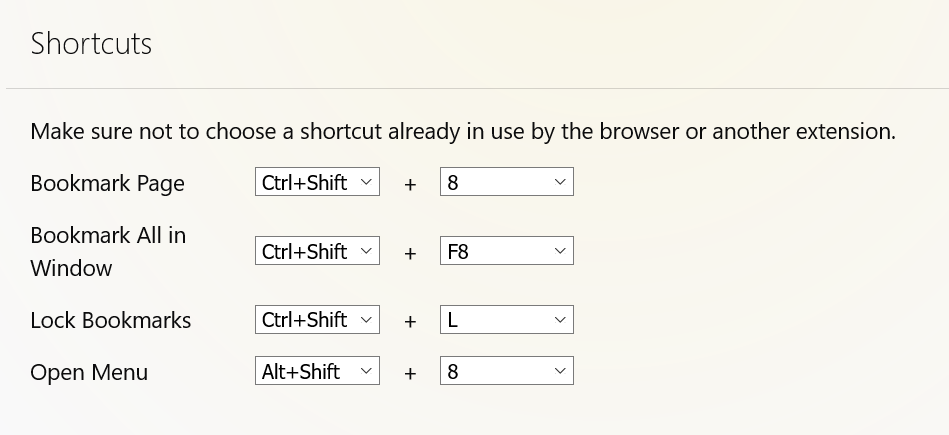 Shortcuts
Make sure not to choose a shortcut already in use by the browser or another extension.
Bookmark Page Ctrl+Shift + 8
Bookmark All in
Window Ctrl+Shift + F8
Lock Bookmarks Ctrl+Shift + L
Open Menu Alt+Shift + 8